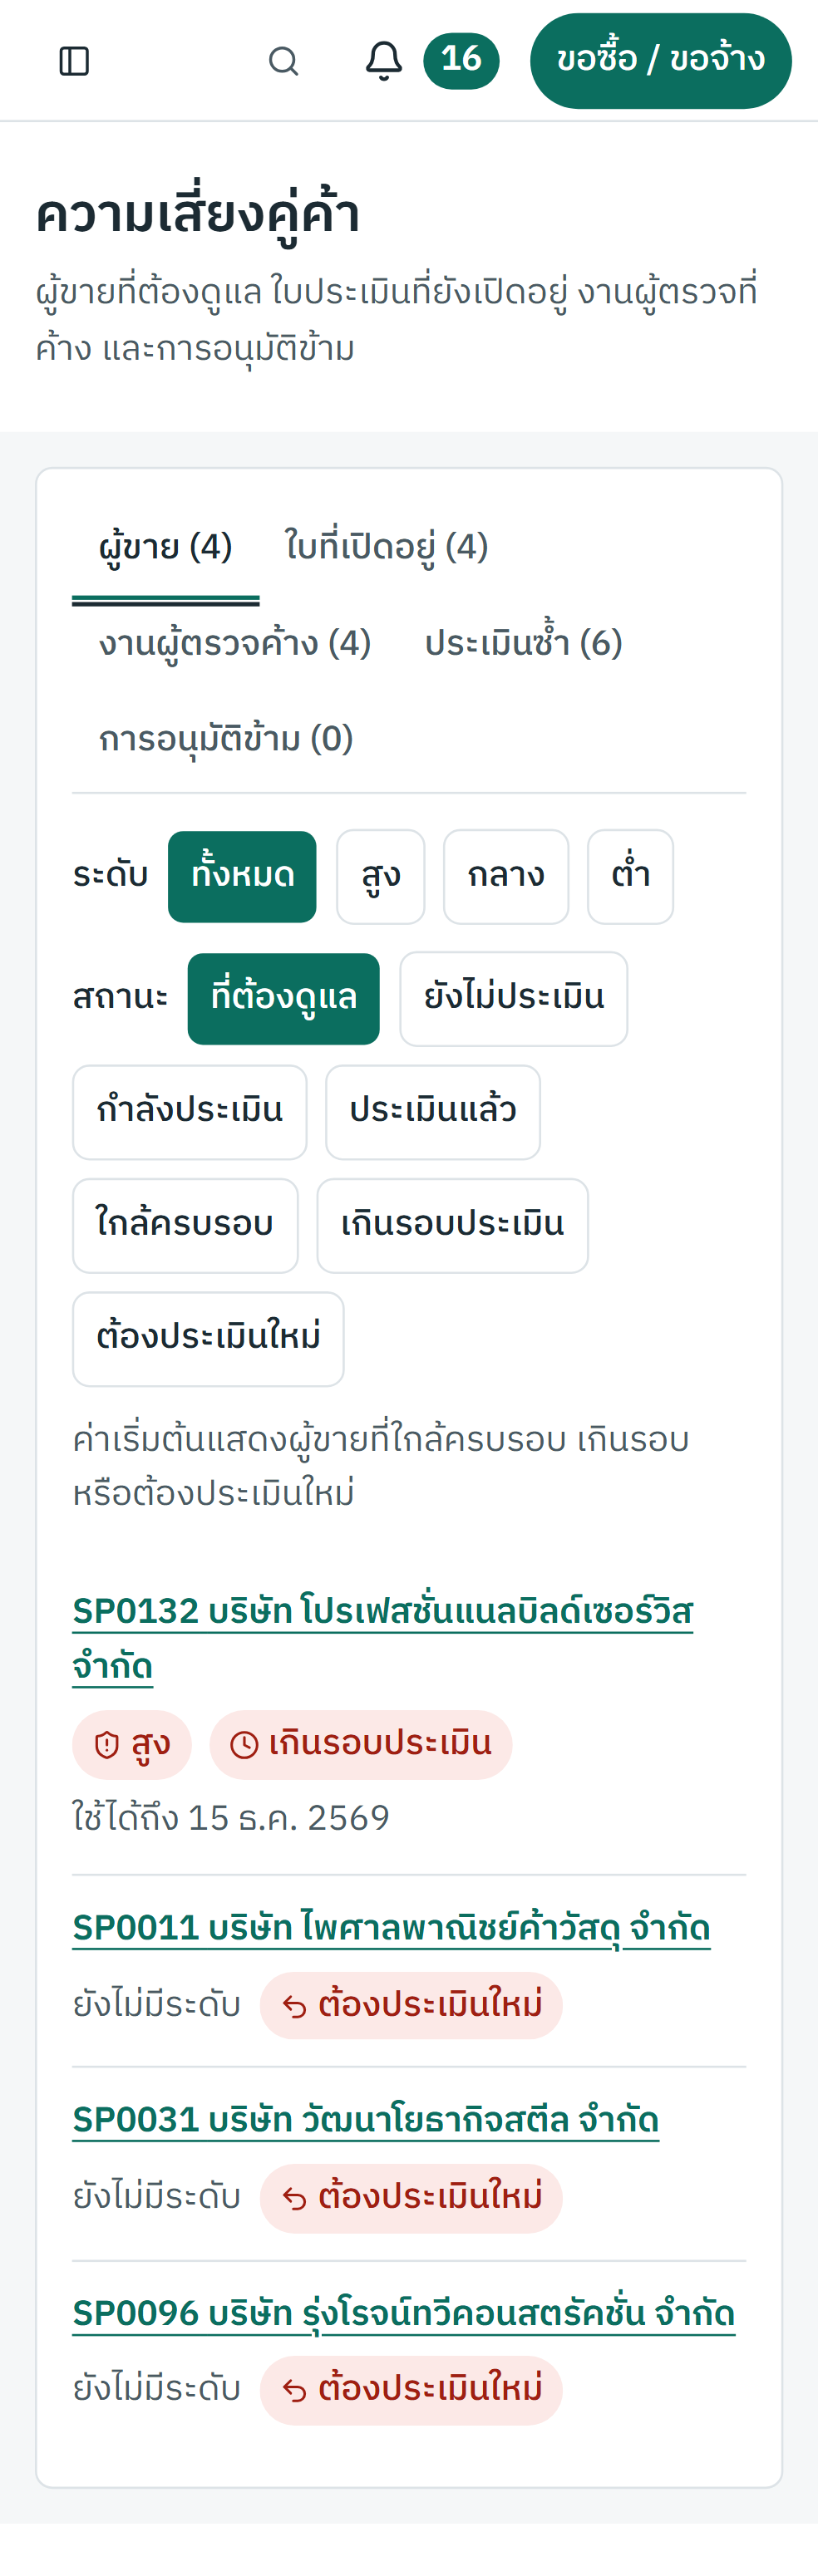 16
ขอซื้อ / ขอจ้าง
ความเสี่ยงคู่ค้า
ผู้ขายที่ต้องดูแล ใบประเมินที่ยังเปิดอยู่ งานผู้ตรวจที่
ค้าง และการอนุมัติข้าม
ผู้ขาย (4) ใบที่เปิดอยู่ (4)
งานผู้ตรวจค้าง (4) ประเมินซ้ำ (6)
การอนุมัติข้าม (0)
ระดับ ทั้งหมด สูง กลาง ต่ำ
สถานะ ที่ต้องดูแล ยังไม่ประเมิน
กำลังประเมิน ประเมินแล้ว
ใกล้ครบรอบ เกินรอบประเมิน
ต้องประเมินใหม่
ค่าเริ่มต้นแสดงผู้ขายที่ใกล้ครบรอบ เกินรอบ
หรือต้องประเมินใหม่
SP0132 บริษัท โปรเฟสชั่นแนลบิลด์เซอร์วิส
จำกัด
สูง เกินรอบประเมิน
ใช้ได้ถึง 15 ธ.ค. 2569
SP0011 บริษัท ไพศาลพาณิชย์ค้าวัสดุ จำกัด
ยังไม่มีระดับ ต้องประเมินใหม่
SP0031 บริษัท วัฒนาโยธากิจสตีล จำกัด
ยังไม่มีระดับ ต้องประเมินใหม่
SP0096 บริษัท รุ่งโรจน์ทวีคอนสตรัคชั่น จำกัด
ยังไม่มีระดับ ต้องประเมินใหม่